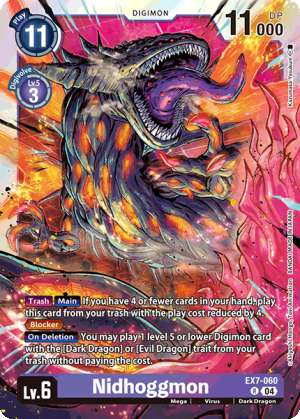 DIGIMON
Play
11
11000
DP
Digivolve
Lv.5
3
Trash Main If you have 4 or fewer cards in your hand, play
this card from your trash with the play cost reduced by 4.
Blocker
On Deletion You may play 1 level 5 or lower Digimon card
with the [Dark Dragon] or [Evil Dragon] trait from your
trash without paying the cost.
Lv.6
Nidhoggmon
EX7-060
Mega Virus Dark Dragon
04